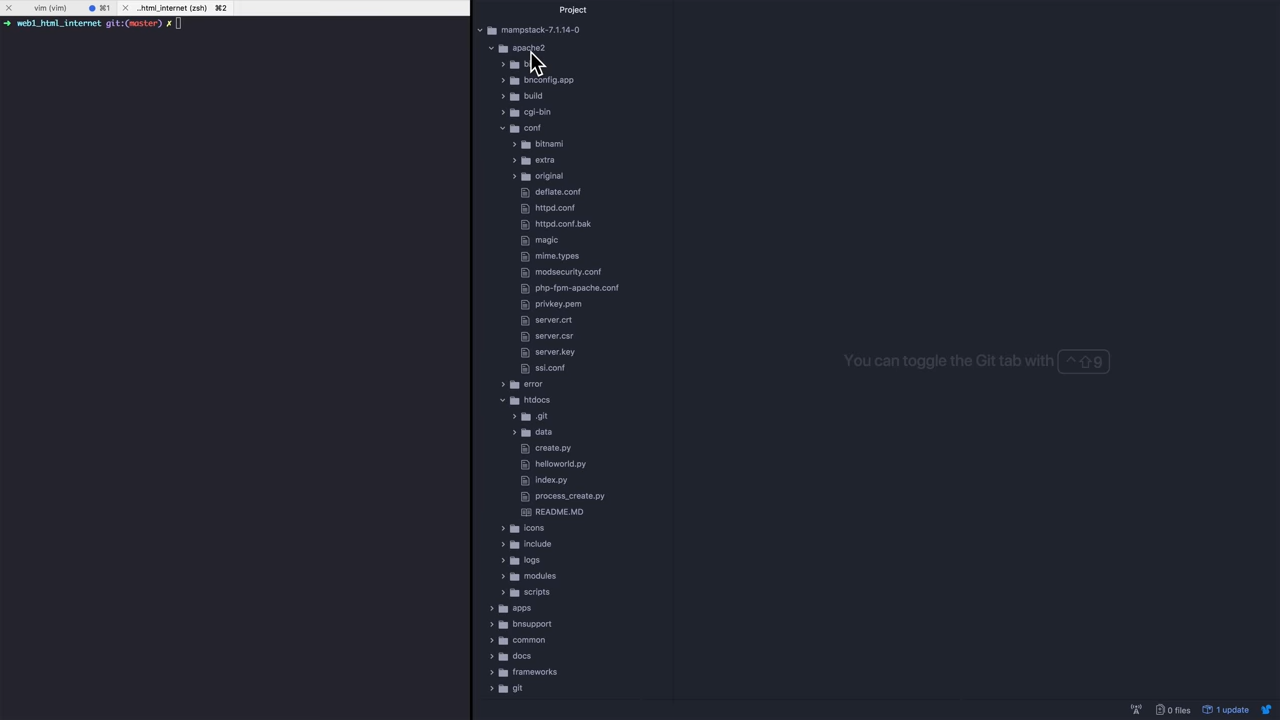 vim (vim) ⌘1 ..html_internet (zsh) ⌘2
➜ web1_html_internet git:(master) ✗
Project
mampstack-7.1.14-0
apache2
bnconfig.app
build
cgi-bin
conf
bitnami
extra
original
deflate.conf
httpd.conf
httpd.conf.bak
magic
mime.types
modsecurity.conf
php-fpm-apache.conf
privkey.pem
server.crt
server.csr
server.key
ssi.conf
error
htdocs
.git
data
create.py
helloworld.py
index.py
process_create.py
README.MD
icons
include
logs
modules
scripts
apps
bnsupport
common
docs
frameworks
git
You can toggle the Git tab with ^⇧9
0 files 1 update